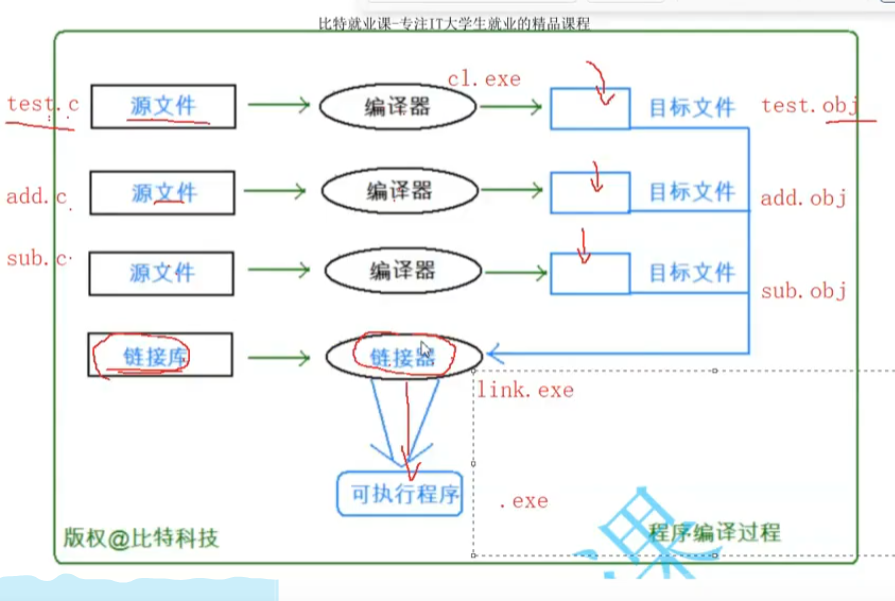 比特就业课-专注IT大学生就业的精品课程
cl.exe
test.c 源文件 编译器 目标文件 test.obj
add.c 源文件 编译器 目标文件 add.obj
sub.c 源文件 编译器 目标文件 sub.obj
链接库 链接器
link.exe
可执行程序 .exe
版权@比特科技 程序编译过程
课